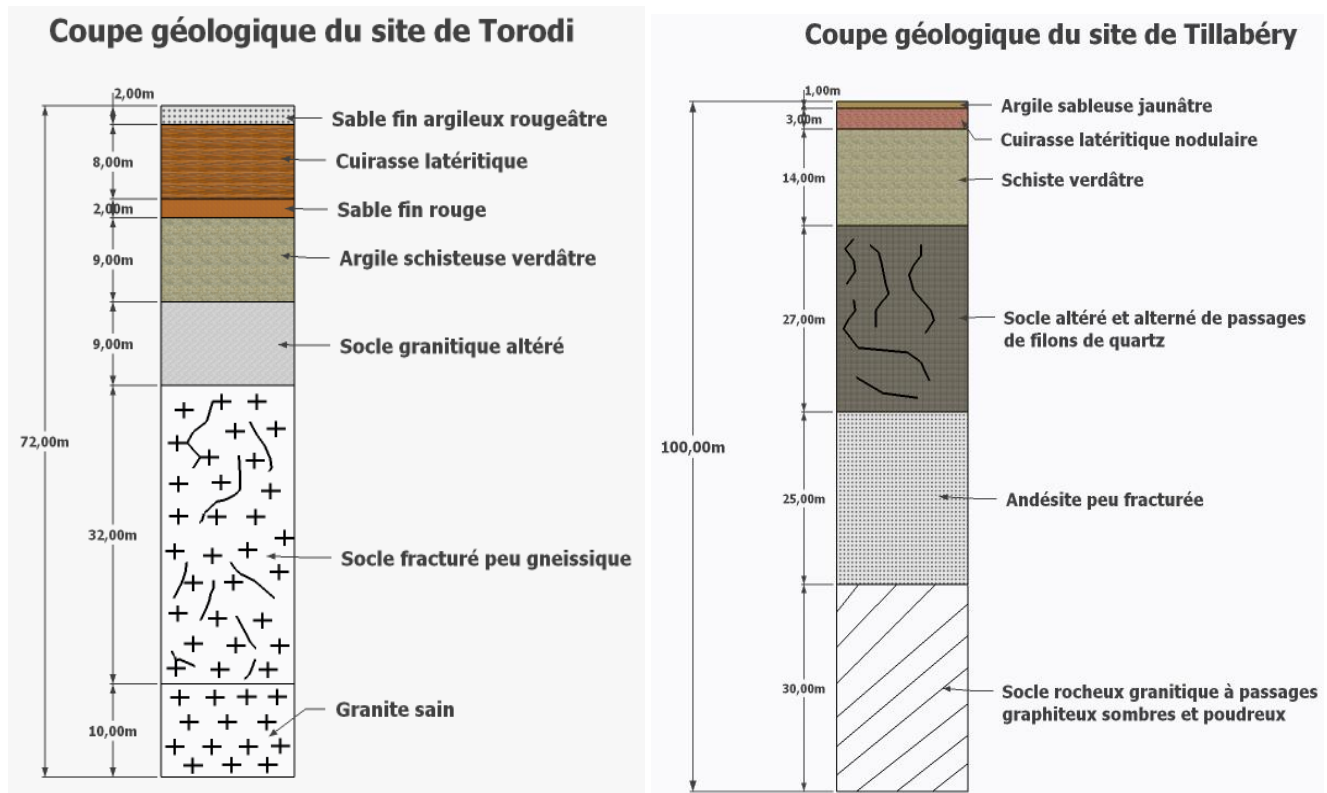 Coupe géologique du site de Torodi
2,00m
Sable fin argileux rougeâtre
8,00m
Cuirasse latéritique
2,00m
Sable fin rouge
9,00m
Argile schisteuse verdâtre
9,00m
Socle granitique altéré
72,00m
32,00m
Socle fracturé peu gneissique
10,00m
Granite sain
Coupe géologique du site de Tillabéry
1,00m
Argile sableuse jaunâtre
3,00m
Cuirasse latéritique nodulaire
14,00m
Schiste verdâtre
27,00m
Socle altéré et alterné de passages
de filons de quartz
100,00m
25,00m
Andésite peu fracturée
30,00m
Socle rocheux granitique à passages
graphiteux sombres et poudreux